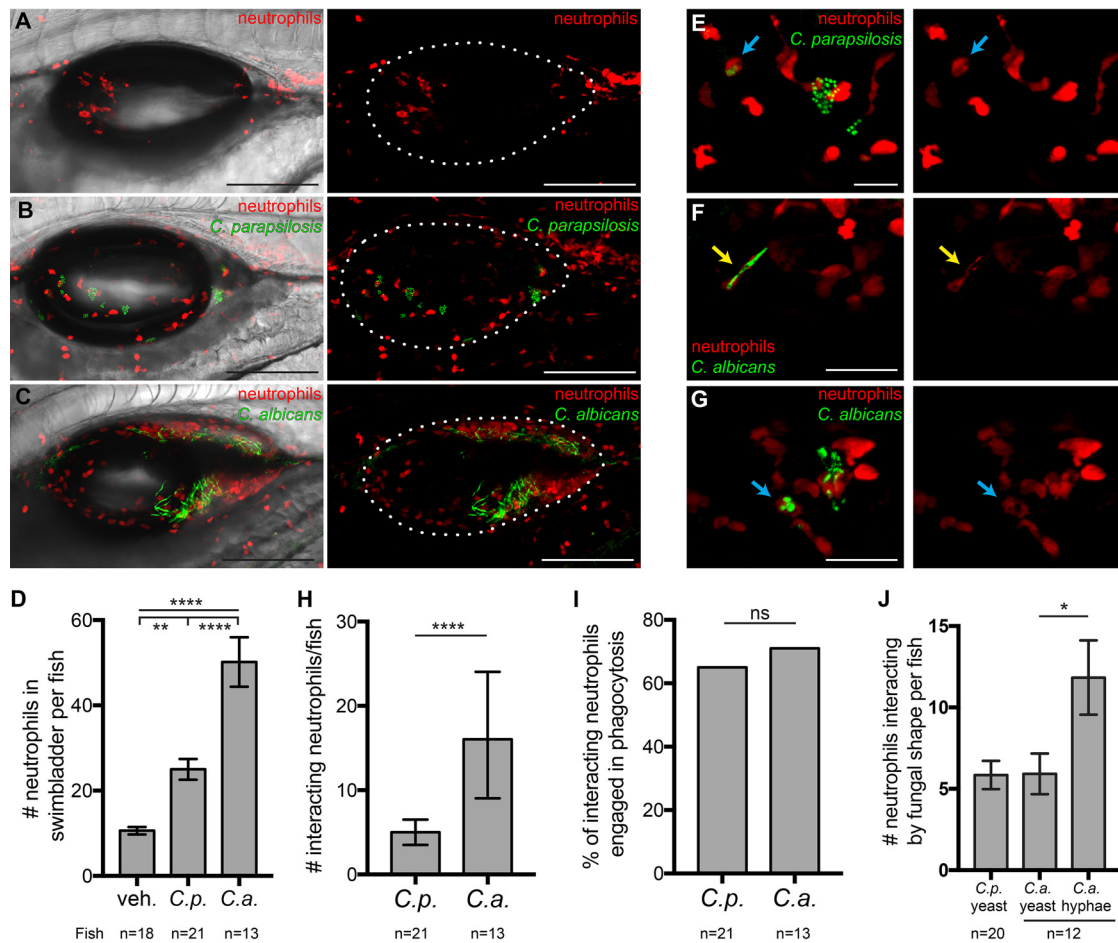 A
neutrophils
neutrophils
B
neutrophils
C. parapsilosis
neutrophils
C. parapsilosis
C
neutrophils
C. albicans
neutrophils
C. albicans
E
neutrophils
C. parapsilosis
F
neutrophils
C. albicans
G
neutrophils
C. albicans
D
# neutrophils in
swimbladder per fish
60
40
20
0
****
** ****
veh. C.p. C.a.
Fish n=18 n=21 n=13
H
# interacting neutrophils/fish
30
20
10
0
****
C.p. C.a.
n=21 n=13
I
% of interacting neutrophils
engaged in phagocytosis
80
60
40
20
0
ns
C.p. C.a.
n=21 n=13
J
# neutrophils interacting
by fungal shape per fish
15
10
5
0
*
C.p. C.a. C.a.
yeast yeast hyphae
n=20 n=12